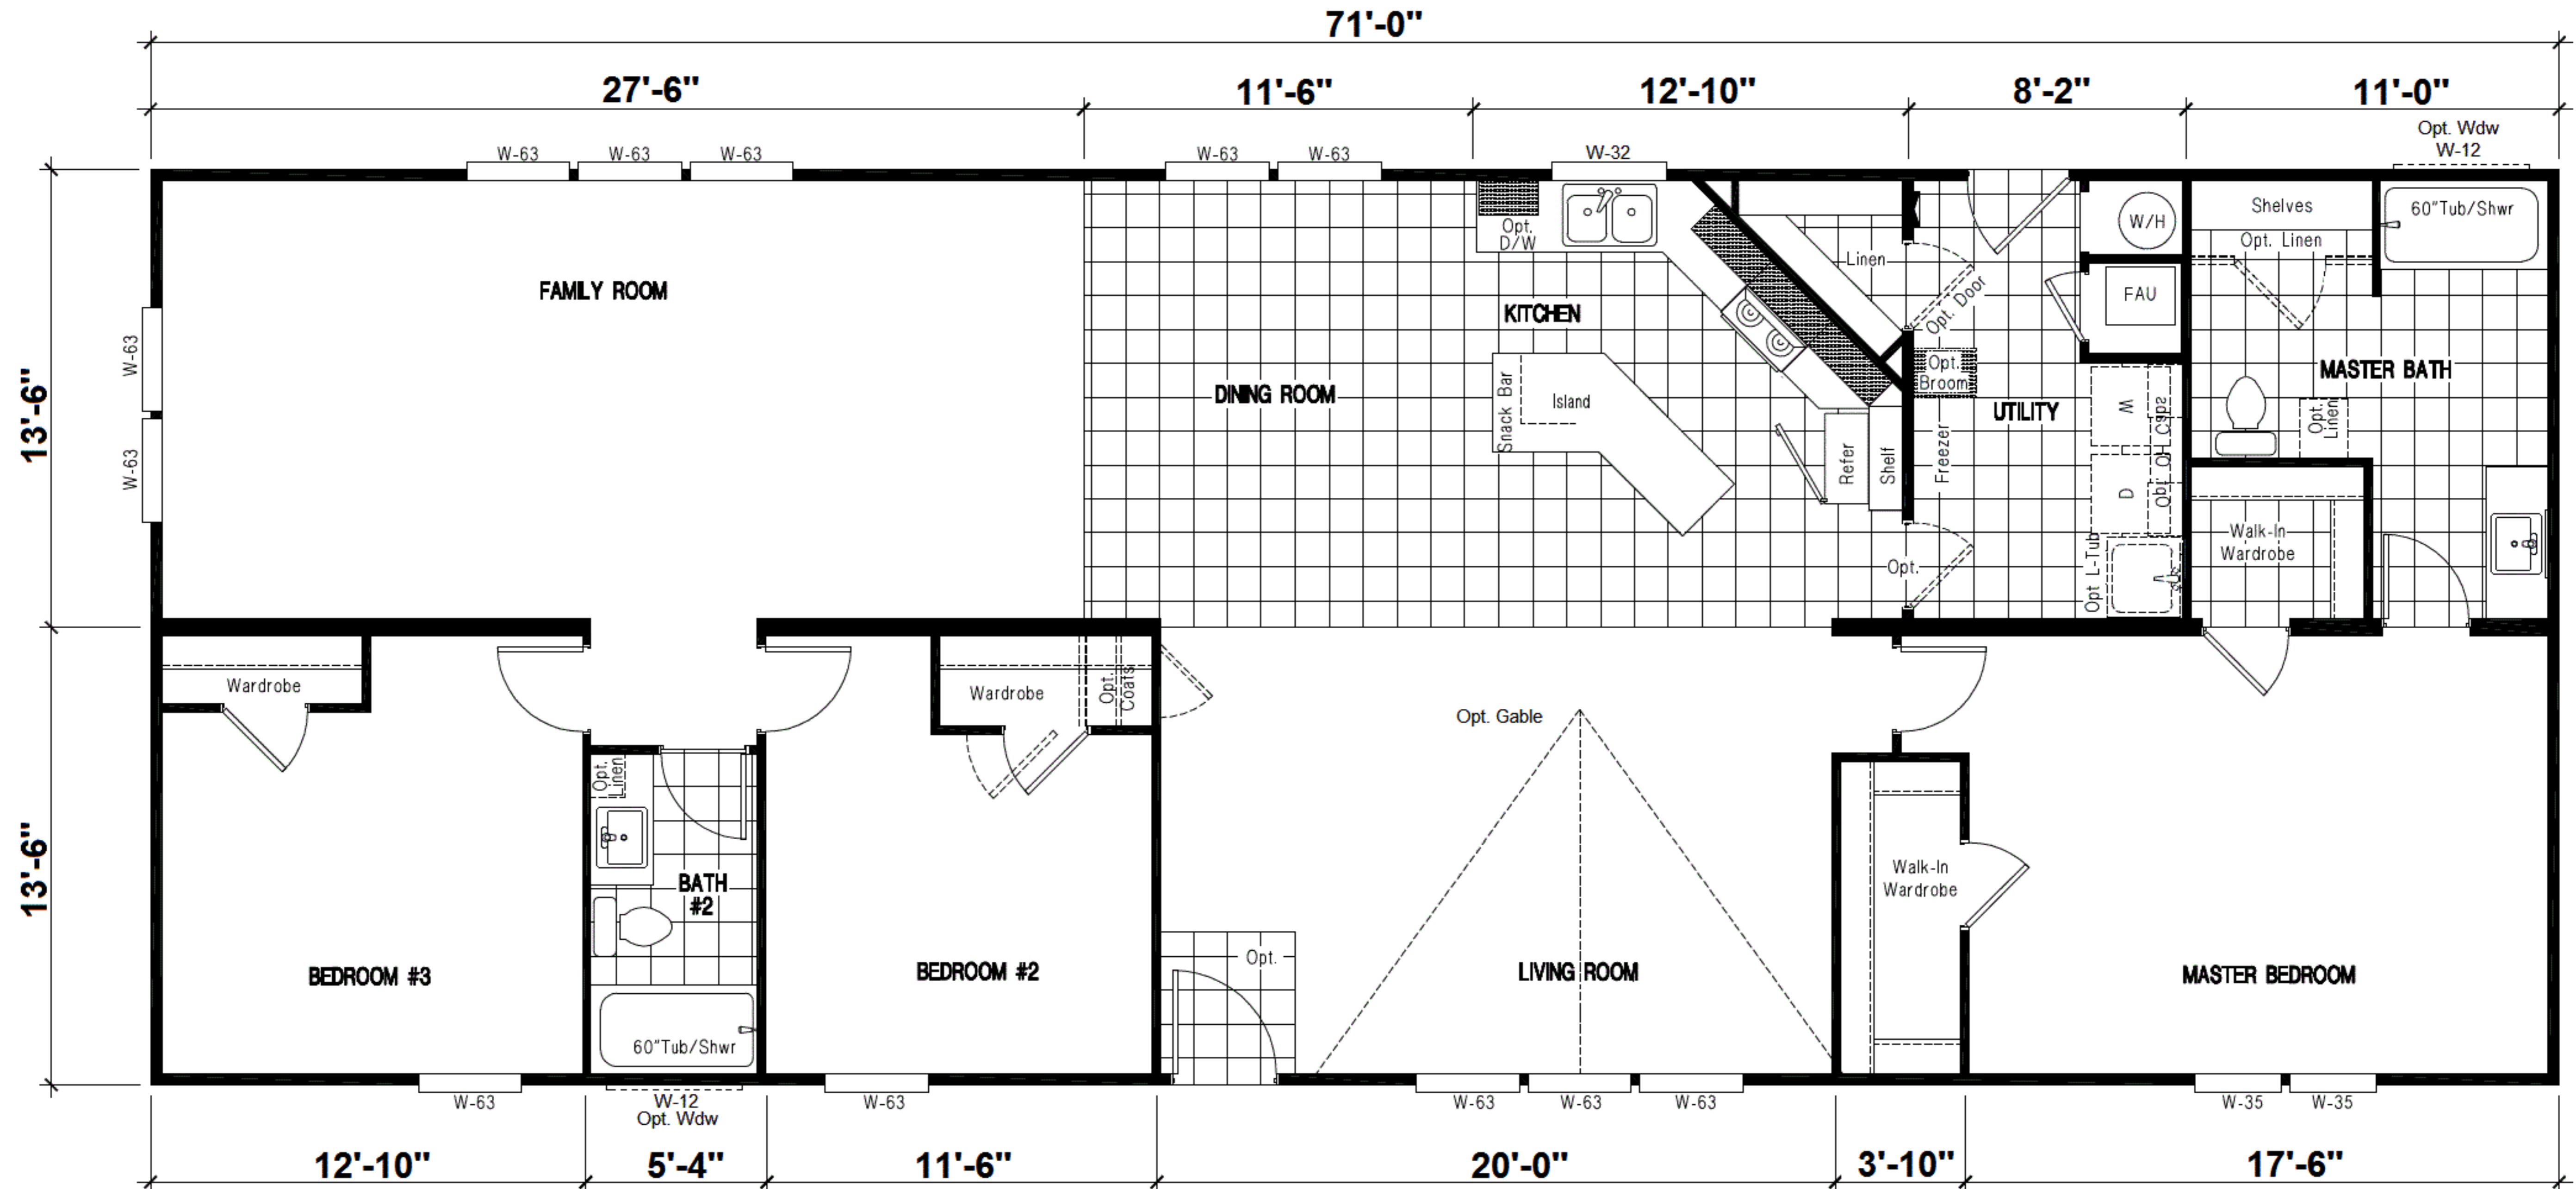 71'-0"
27'-6"
11'-6"
12'-10"
8'-2"
11'-0"
Opt. Wdw
W-12
W-63
W-63
W-63
W-63
W-63
W-32
13'-6"
13'-6"
W-63
W-63
FAMILY ROOM
DINING ROOM
KITCHEN
Opt.
D/W
Snack Bar
Island
Linen
Opt. Door
Refer
Shelf
Opt.
Broom
Freezer
Opt.
UTILITY
W/H
FAU
W
D
Opt. OH Cabs
Opt L-Tub
Shelves
Opt. Linen
60"Tub/Shwr
MASTER BATH
Opt.
Linen
Walk-In
Wardrobe
Wardrobe
BEDROOM #3
Opt.
Linen
BATH
#2
60"Tub/Shwr
Wardrobe
Opt.
Coats
BEDROOM #2
Opt.
Opt. Gable
LIVING ROOM
Walk-In
Wardrobe
MASTER BEDROOM
W-63
W-12
Opt. Wdw
W-63
W-63
W-63
W-63
W-35
W-35
12'-10"
5'-4"
11'-6"
20'-0"
3'-10"
17'-6"